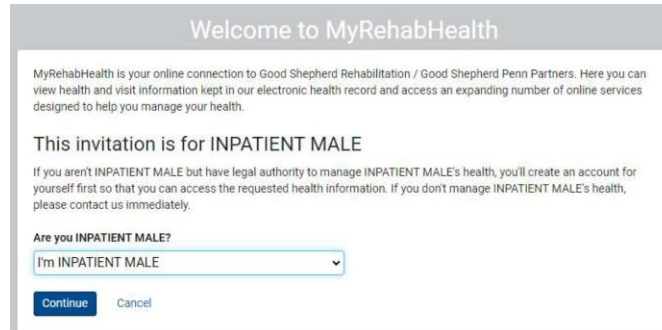 Welcome to MyRehabHealth
MyRehabHealth is your online connection to Good Shepherd Rehabilitation / Good Shepherd Penn Partners. Here you can
view health and visit information kept in our electronic health record and access an expanding number of online services
designed to help you manage your health.
This invitation is for INPATIENT MALE
If you aren't INPATIENT MALE but have legal authority to manage INPATIENT MALE's health, you'll create an account for
yourself first so that you can access the requested health information. If you don't manage INPATIENT MALE's health,
please contact us immediately.
Are you INPATIENT MALE?
I'm INPATIENT MALE
Continue Cancel